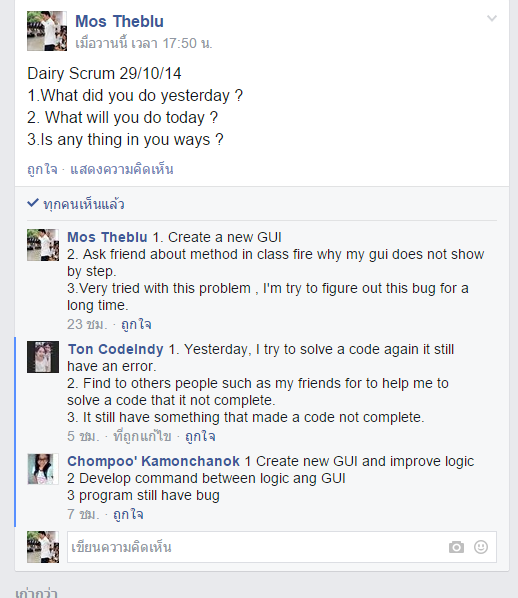 Mos Theblu
เมื่อวานนี้ เวลา 17:50 น.
Dairy Scrum 29/10/14
1.What did you do yesterday ?
2. What will you do today ?
3.Is any thing in you ways ?
ถูกใจ · แสดงความคิดเห็น
ทุกคนเห็นแล้ว
Mos Theblu 1. Create a new GUI
2. Ask friend about method in class fire why my gui does not show
by step.
3.Very tried with this problem , I'm try to figure out this bug for a
long time.
23 ชม. · ถูกใจ
Ton CodeIndy 1. Yesterday, I try to solve a code again it still
have an error.
2. Find to others people such as my friends for to help me to
solve a code that it not complete.
3. It still have something that made a code not complete.
5 ชม. · ที่ถูกแก้ไข · ถูกใจ
Chompoo' Kamonchanok 1 Create new GUI and improve logic
2 Develop command between logic ang GUI
3 program still have bug
7 ชม. · ถูกใจ
เขียนความคิดเห็น
เก่ากว่า